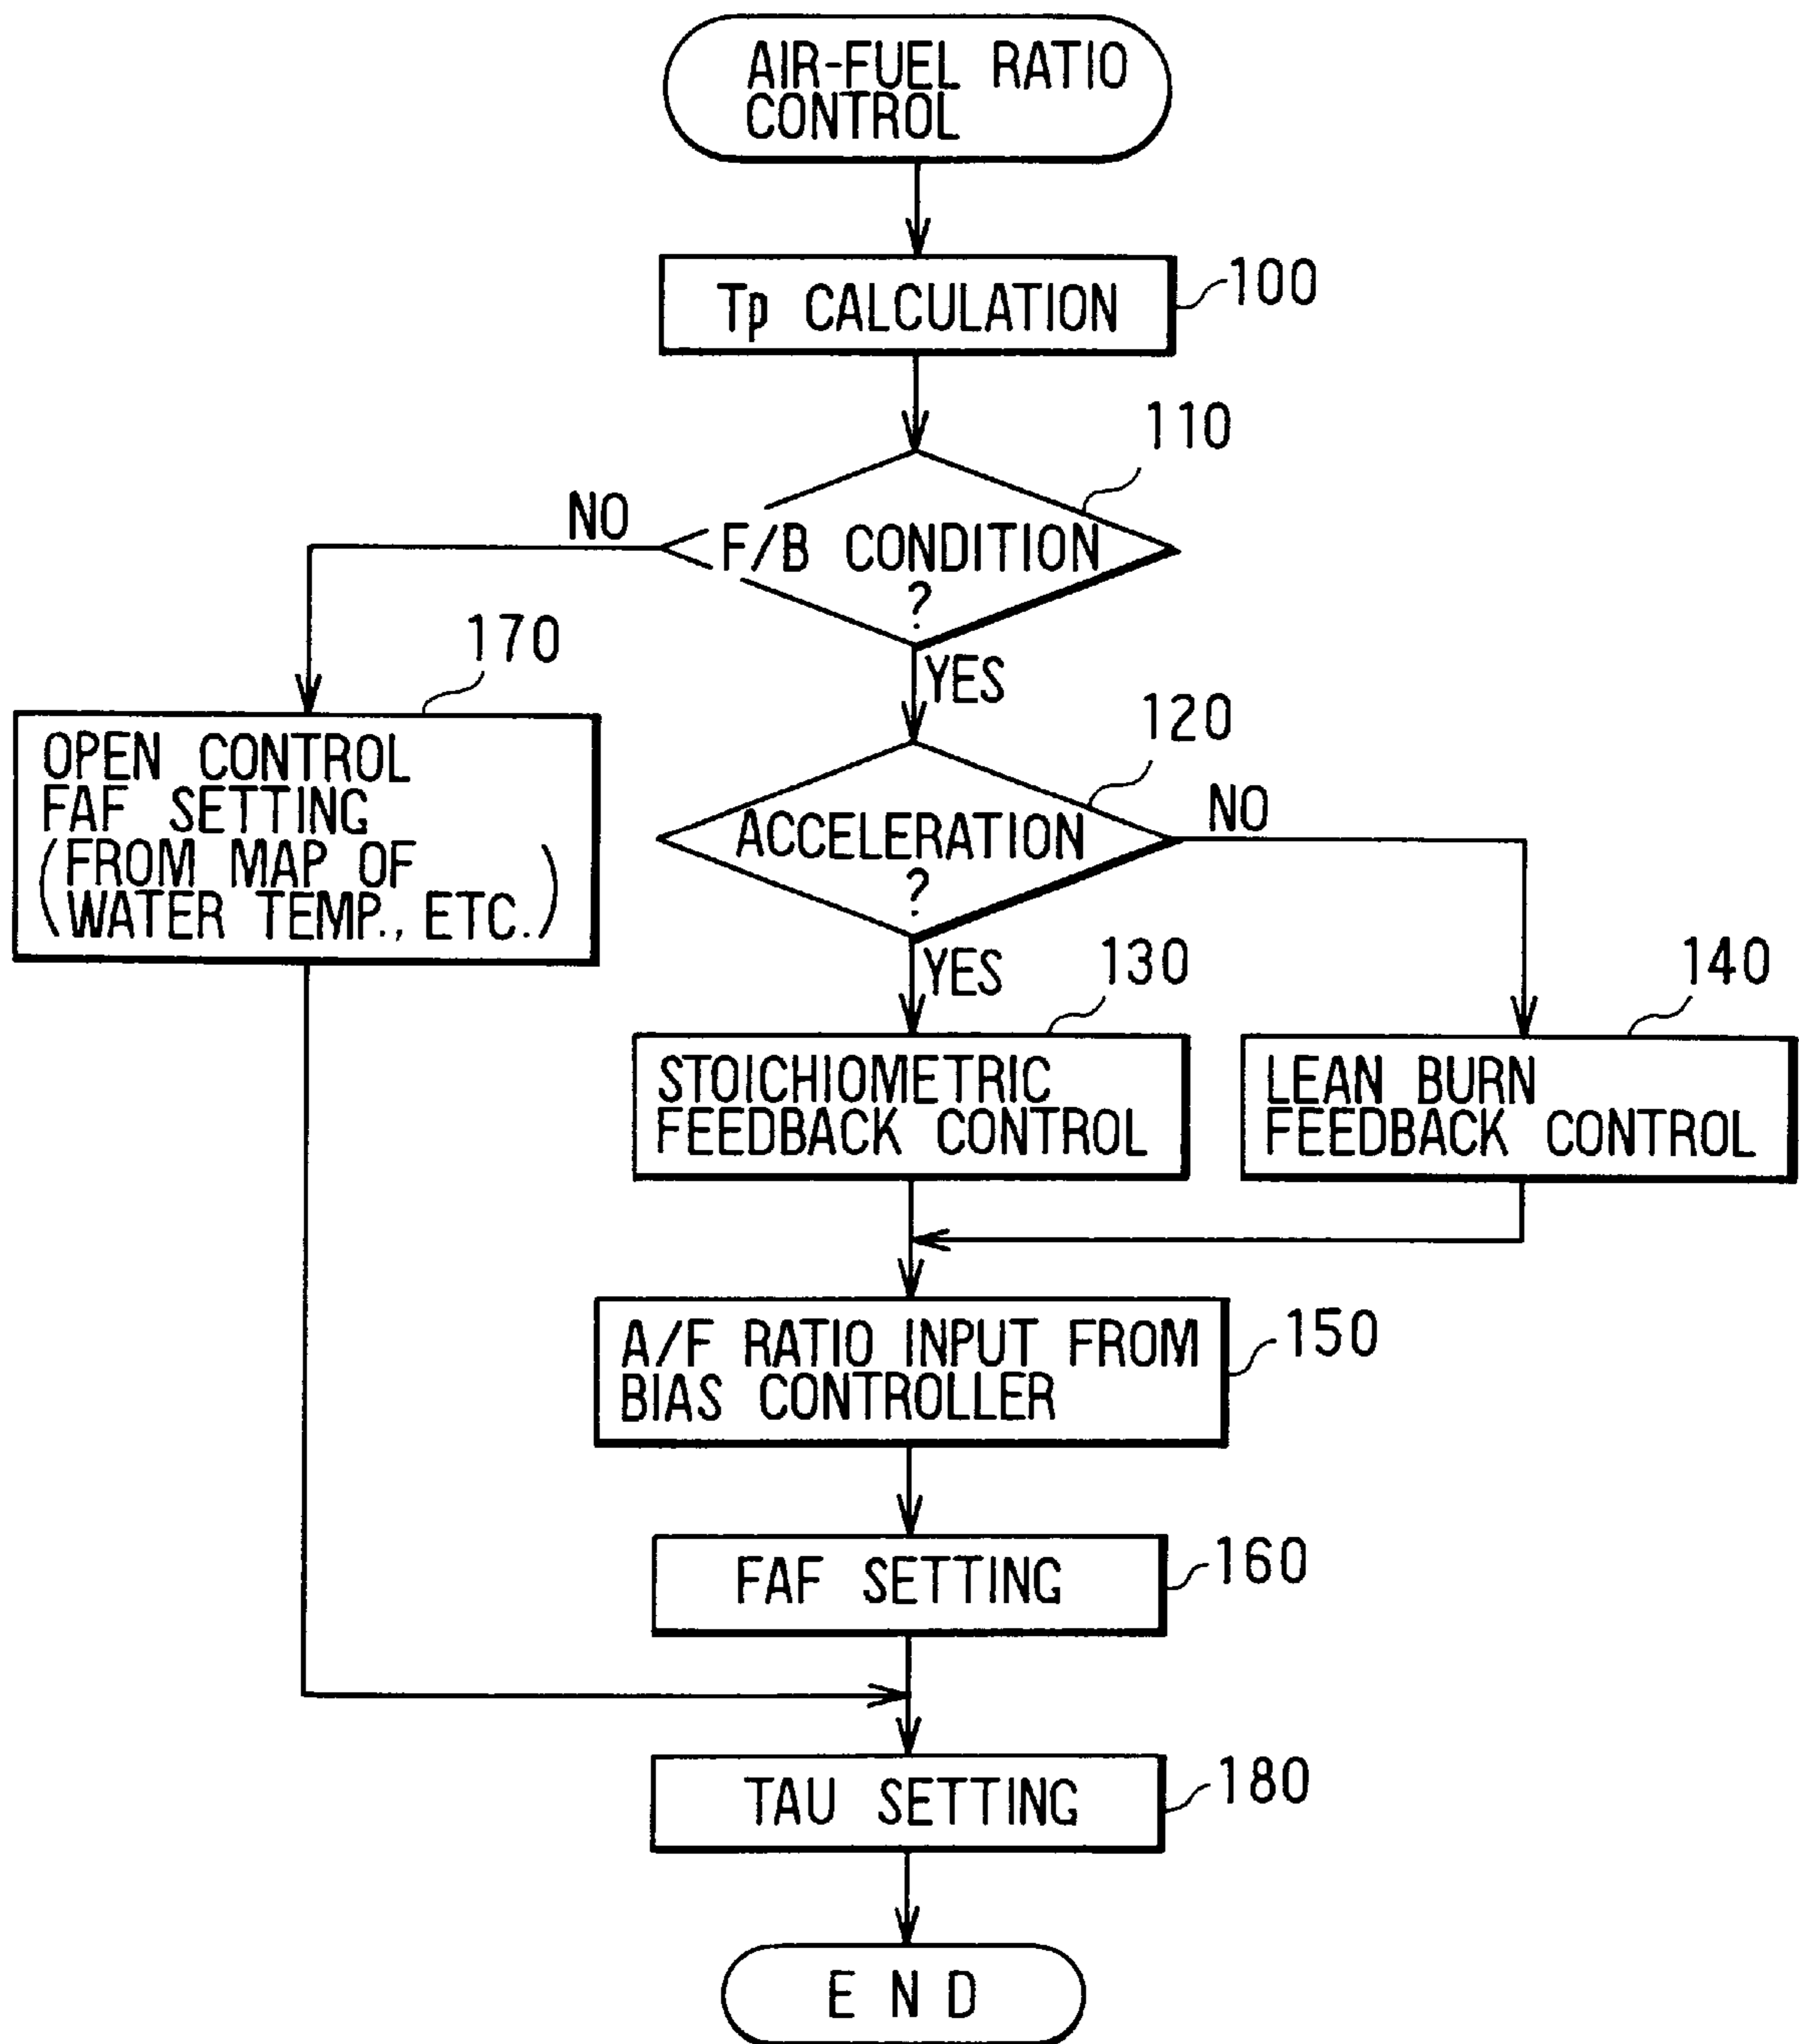 AIR-FUEL RATIO
CONTROL
Tp CALCULATION
100
110
F/B CONDITION
?
NO
YES
170
OPEN CONTROL
FAF SETTING
(FROM MAP OF
WATER TEMP., ETC.)
120
ACCELERATION
?
NO
YES
130
STOICHIOMETRIC
FEEDBACK CONTROL
140
LEAN BURN
FEEDBACK CONTROL
A/F RATIO INPUT FROM
BIAS CONTROLLER
150
FAF SETTING
160
TAU SETTING
180
END